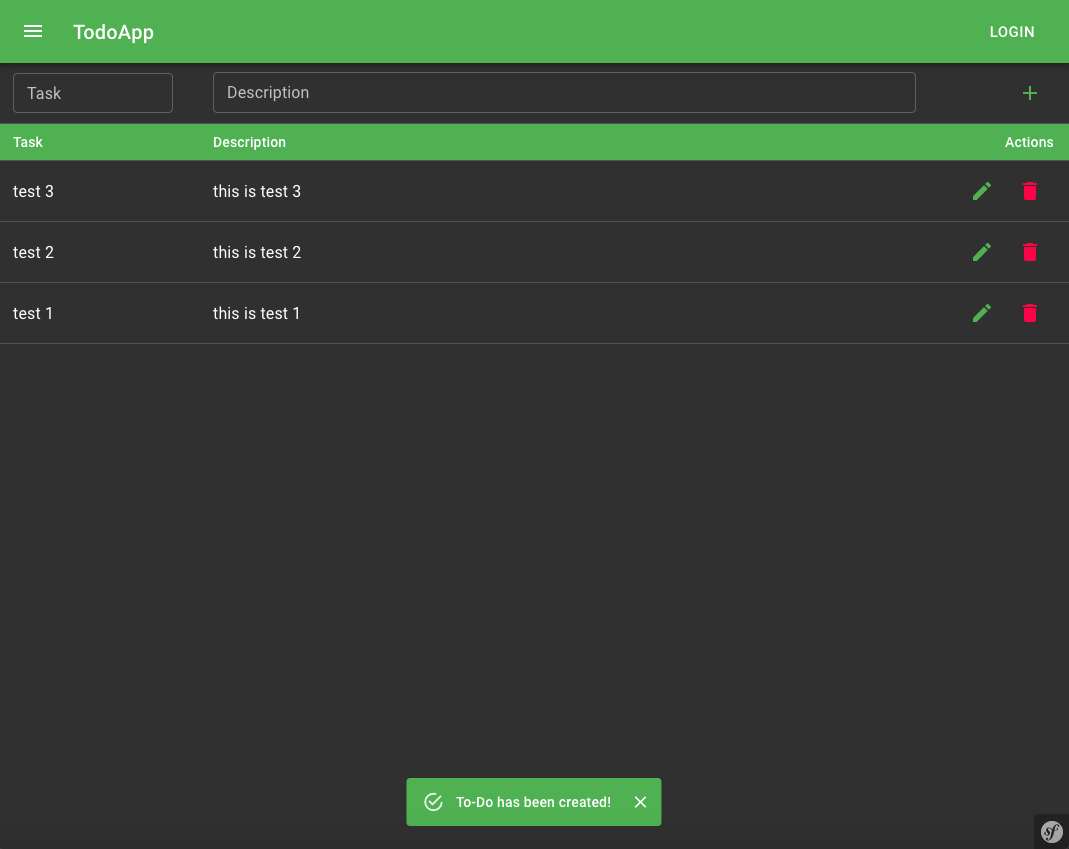 TodoApp LOGIN
Task Description
Task Description Actions
test 3 this is test 3
test 2 this is test 2
test 1 this is test 1
To-Do has been created!
sf